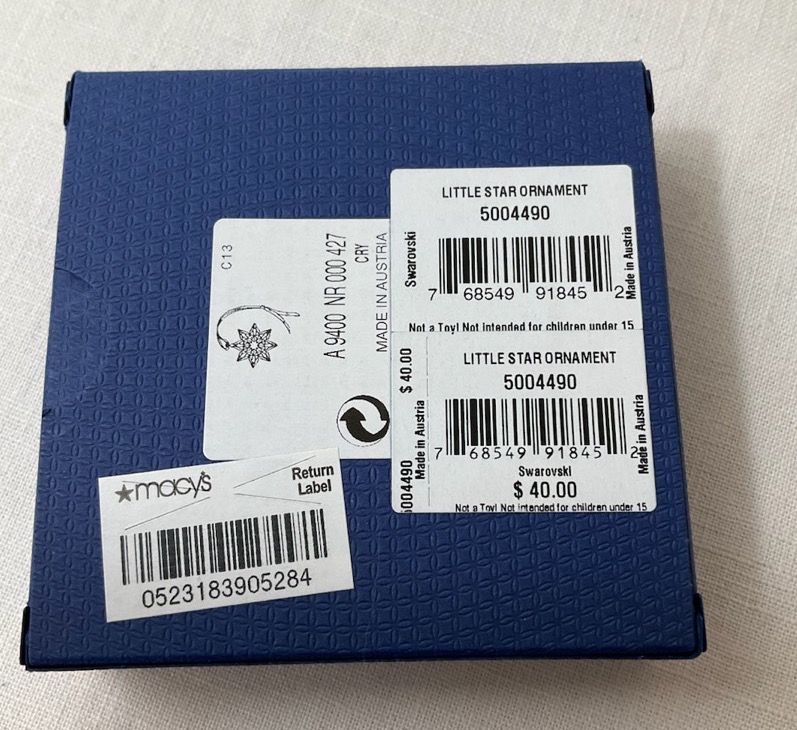 LITTLE STAR ORNAMENT
5004490
Swarovski
Made in Austria
7 68549 91845 2
Not a Toy! Not intended for children under 15
C13
A 9400 NR 000 427
CRY
MADE IN AUSTRIA
$ 40.00
5004490
Made in Austria
LITTLE STAR ORNAMENT
5004490
7 68549 91845 2
Made in Austria
Swarovski
$ 40.00
Not a Toy! Not intended for children under 15
macy's
Return
Label
0523183905284